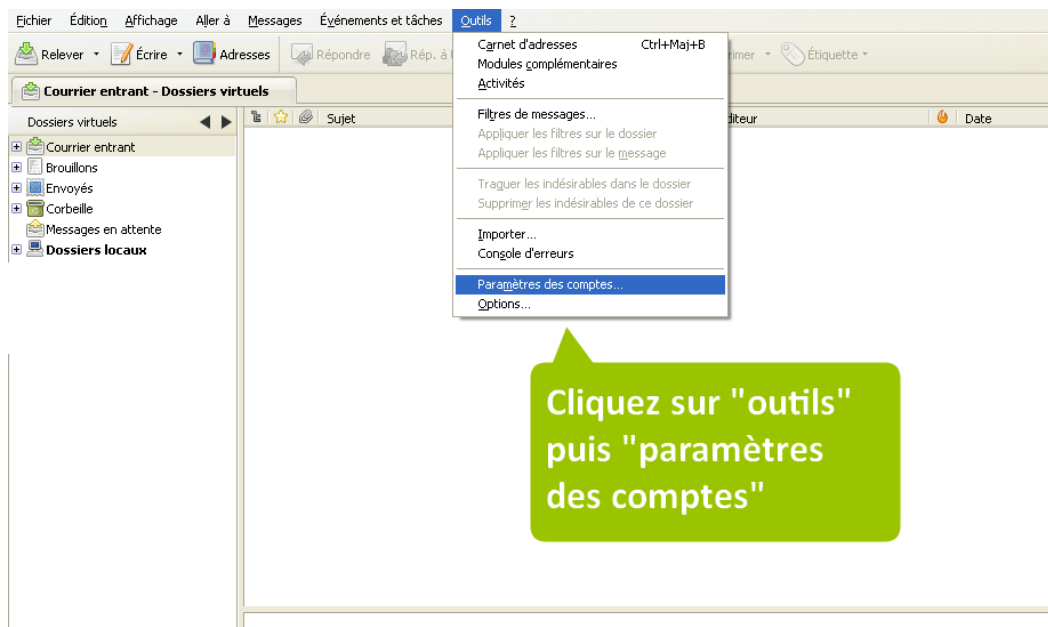 Fichier Édition Affichage Aller à Messages Événements et tâches Outils ?
Relever Écrire Adresses Répondre Rép. à Étiquette
Courrier entrant - Dossiers virtuels
Dossiers virtuels
Sujet Date
Courrier entrant
Brouillons
Envoyés
Corbeille
Messages en attente
Dossiers locaux
Carnet d'adresses Ctrl+Maj+B
Modules complémentaires
Activités
Filtres de messages...
Appliquer les filtres sur le dossier
Appliquer les filtres sur le message
Traquer les indésirables dans le dossier
Supprimer les indésirables de ce dossier
Importer...
Console d'erreurs
Paramètres des comptes...
Options...
Cliquez sur "outils"
puis "paramètres
des comptes"